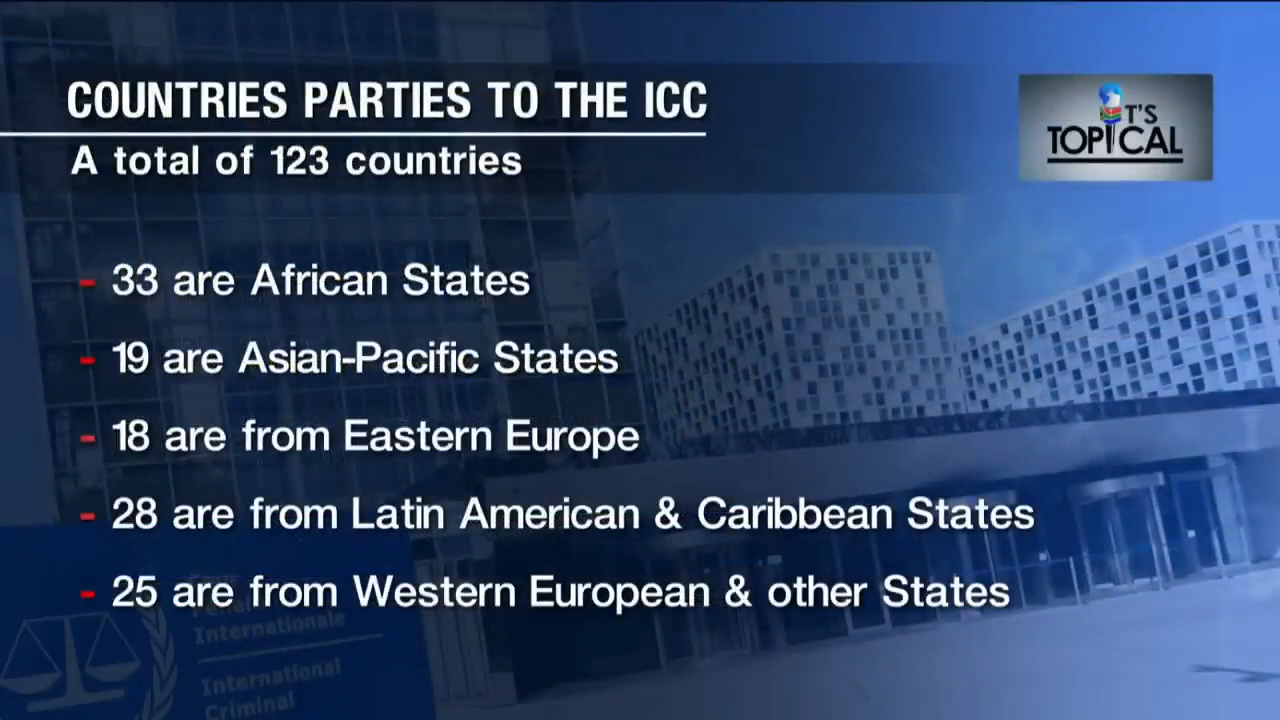 COUNTRIES PARTIES TO THE ICC
A total of 123 countries
IT'S
TOPICAL
- 33 are African States
- 19 are Asian-Pacific States
- 18 are from Eastern Europe
- 28 are from Latin American & Caribbean States
- 25 are from Western European & other States
Internationale
International
Criminal